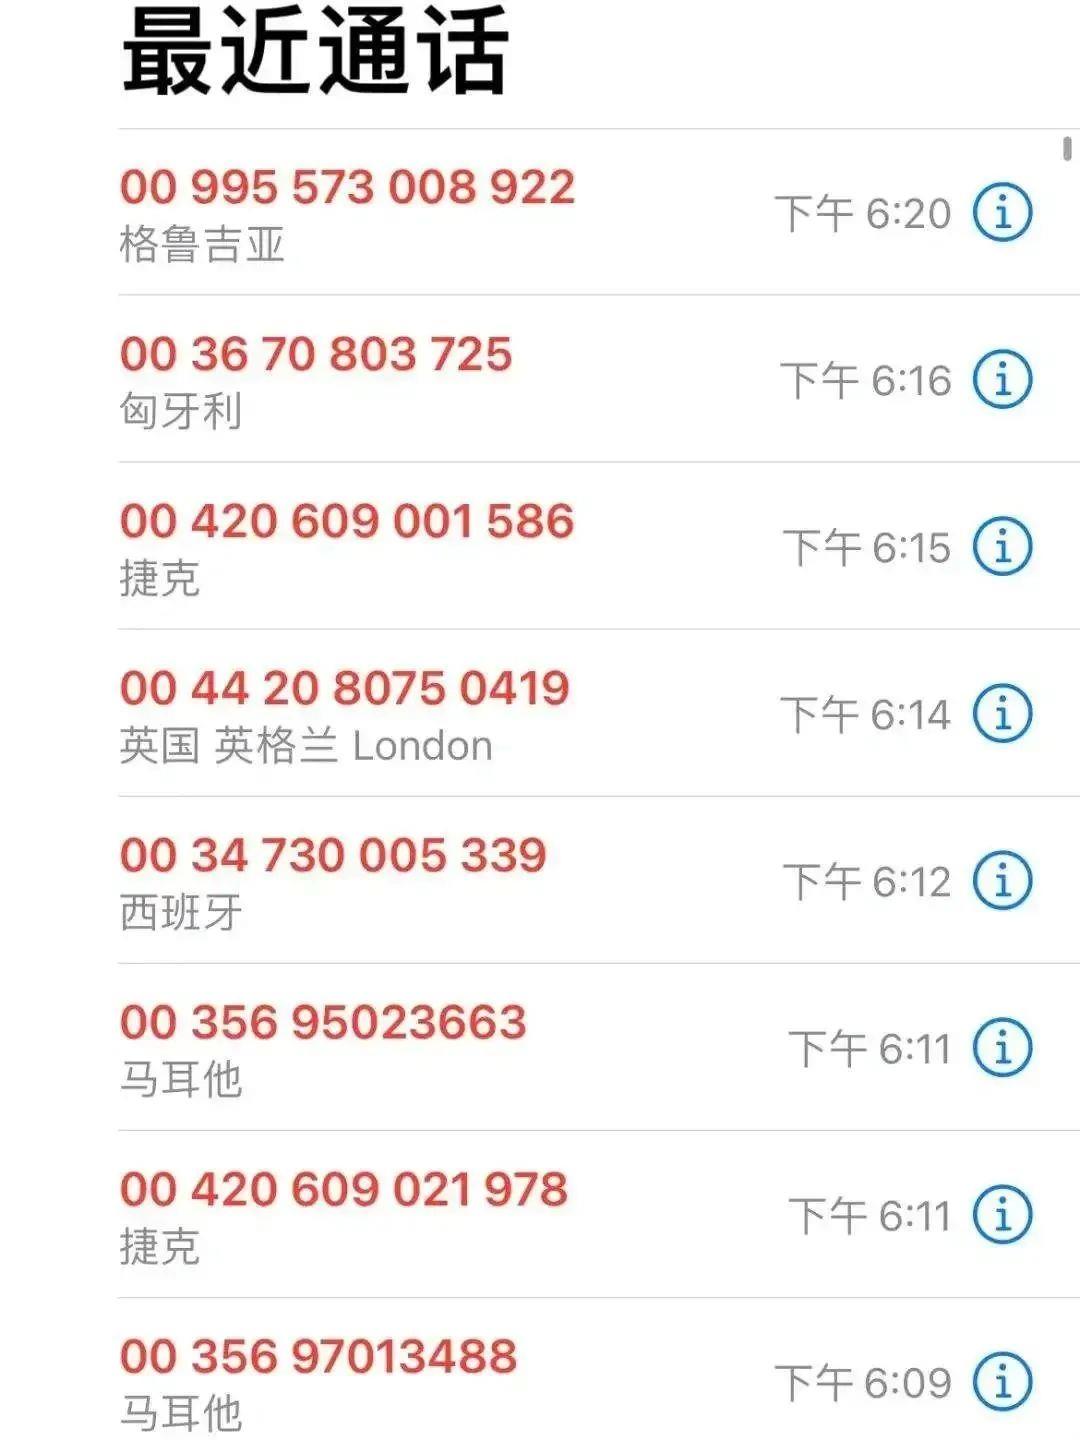 最近通话
00 995 573 008 922
下午 6:20
格鲁吉亚
00 36 70 803 725
下午 6:16
匈牙利
00 420 609 001 586
下午 6:15
捷克
00 44 20 8075 0419
下午 6:14
英国 英格兰 London
00 34 730 005 339
下午 6:12
西班牙
00 356 95023663
下午 6:11
马耳他
00 420 609 021 978
下午 6:11
捷克
00 356 97013488
下午 6:09
马耳他